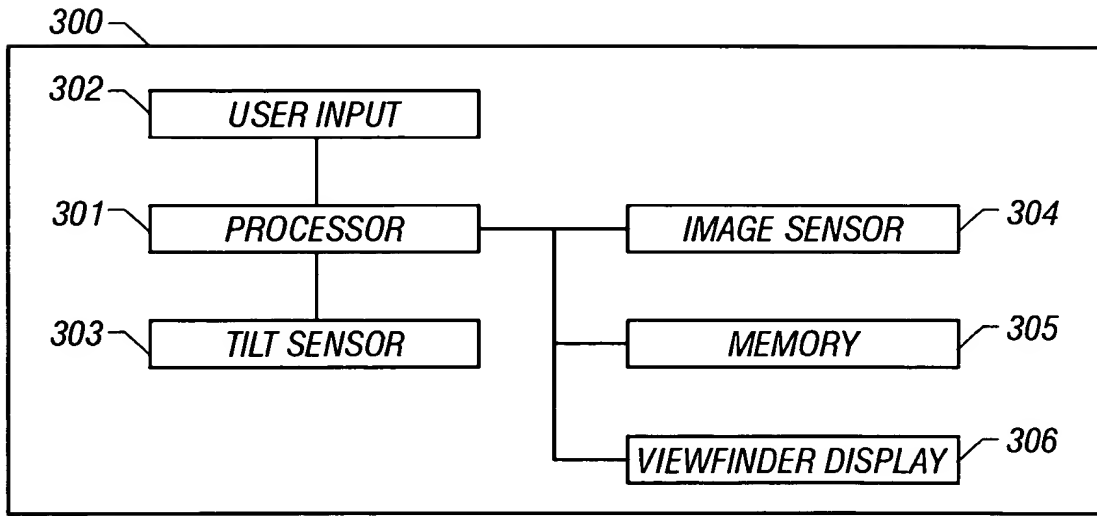 300
302
USER INPUT
301
PROCESSOR
IMAGE SENSOR
304
303
TILT SENSOR
MEMORY
305
VIEWFINDER DISPLAY
306